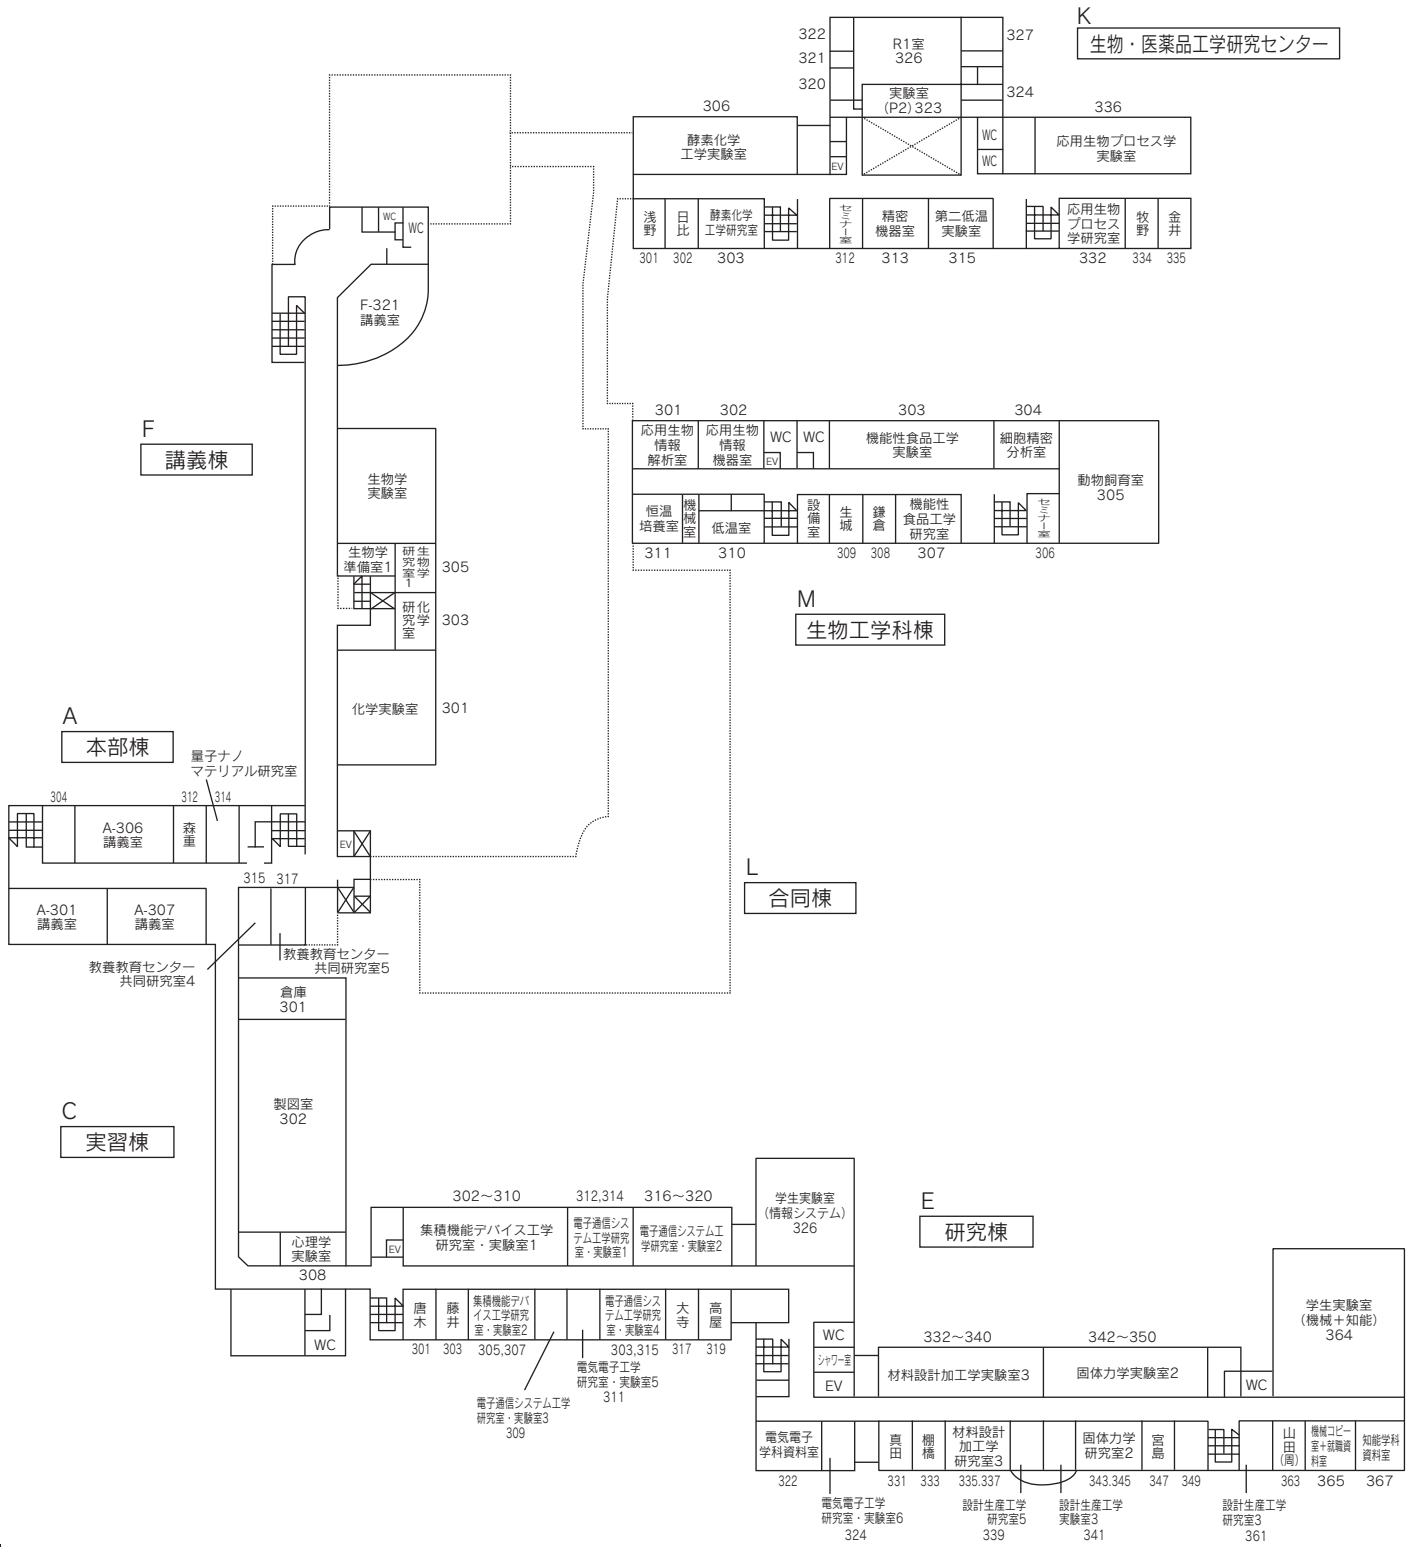 K
生物・医薬品工学研究センター
322
321
320
R1室
326
327
324
実験室
(P2)323
306
酵素化学
工学実験室
EV
WC
WC
336
応用生物プロセス学
実験室
浅野
301
日比
302
酵素化学
工学研究室
303
セミナー室
312
精密
機器室
313
第二低温
実験室
315
応用生物
プロセス
学研究室
332
牧野
334
金井
335
WC
WC
F-321
講義室
F
講義棟
生物学
実験室
生物学
準備室1
生物学
研究室1
305
化学
研究室
303
化学実験室
301
301
応用生物
情報
解析室
302
応用生物
情報
機器室
WC
EV
WC
303
機能性食品工学
実験室
304
細胞精密
分析室
動物飼育室
305
恒温
培養室
311
機械室
低温室
310
設備室
生城
309
鎌倉
308
機能性
食品工学
研究室
307
セミナー室
306
M
生物工学科棟
A
本部棟
量子ナノ
マテリアル研究室
304
312
314
A-306
講義室
森重
EV
315
317
A-301
講義室
A-307
講義室
教養教育センター
共同研究室4
教養教育センター
共同研究室5
L
合同棟
倉庫
301
製図室
302
C
実習棟
心理学
実験室
308
WC
EV
302〜310
集積機能デバイス工学
研究室・実験室1
312,314
電子通信シス
テム工学研究
室・実験室1
316〜320
電子通信システム工
学研究室・実験室2
学生実験室
(情報システム)
326
唐木
301
藤井
303
集積機能デバ
イス工学研究
室・実験室2
305,307
電子通信システム工学
研究室・実験室3
309
電気電子工学
研究室・実験室5
311
電子通信シス
テム工学研究
室・実験室4
303,315
大寺
317
高屋
319
E
研究棟
WC
シャワー室
EV
332〜340
材料設計加工学実験室3
342〜350
固体力学実験室2
WC
学生実験室
(機械＋知能)
364
電気電子
学科資料室
322
電気電子工学
研究室・実験室6
324
真田
331
棚橋
333
材料設計
加工学
研究室3
335.337
設計生産工学
研究室5
339
設計生産工学
実験室3
341
固体力学
研究室2
343.345
宮島
347
349
設計生産工学
研究室3
361
山田(周)
363
機械コピー
室＋就職資
料室
365
知能学科
資料室
367